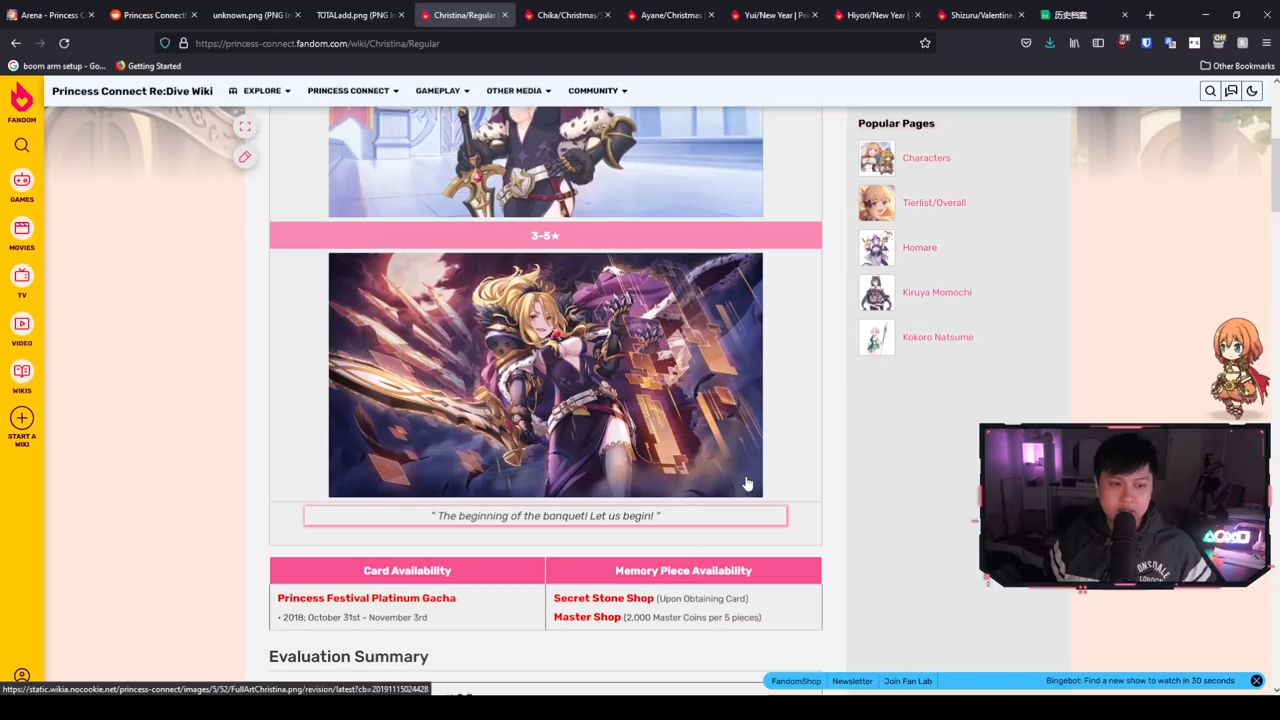 Arena - Princess C
Princess Connect!
unknown.png (PNG Im
TOTALadd.png (PNG
Christina/Regular |
Chika/Christmas/
Ayane/Christmas |
Yui/New Year | Pri
Hiyori/New Year |
Shizuru/Valentine |
历史档案
https://princess-connect.fandom.com/wiki/Christina/Regular
71
Off
boom arm setup - Go...
Getting Started
Other Bookmarks
FANDOM
GAMES
MOVIES
TV
VIDEO
WIKIS
START A
WIKI
Princess Connect Re:Dive Wiki
EXPLORE
PRINCESS CONNECT
GAMEPLAY
OTHER MEDIA
COMMUNITY
3-5★
" The beginning of the banquet! Let us begin! "
Card Availability
Memory Piece Availability
Princess Festival Platinum Gacha
• 2018; October 31st - November 3rd
Secret Stone Shop (Upon Obtaining Card)
Master Shop (2,000 Master Coins per 5 pieces)
Evaluation Summary
Popular Pages
Characters
Tierlist/Overall
Homare
Kiruya Momochi
Kokoro Natsume
LONSDALE
LONDON
FandomShop
Newsletter
Join Fan Lab
Bingebot: Find a new show to watch in 30 seconds
https://static.wikia.nocookie.net/princess-connect/images/5/52/FullArtChristina.png/revision/latest?cb=20191115024428